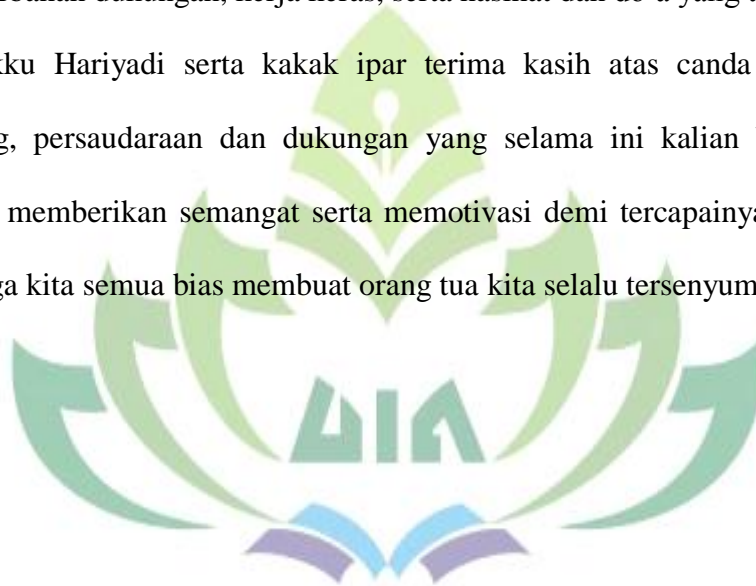 dukungan, kerja keras, serta nasihat dan do'a yang
Hariyadi serta kakak ipar terima kasih atas canda
persaudaraan dan dukungan yang selama ini kalian
memberikan semangat serta memotivasi demi tercapainya
kita semua bias membuat orang tua kita selalu tersenyum
UIN